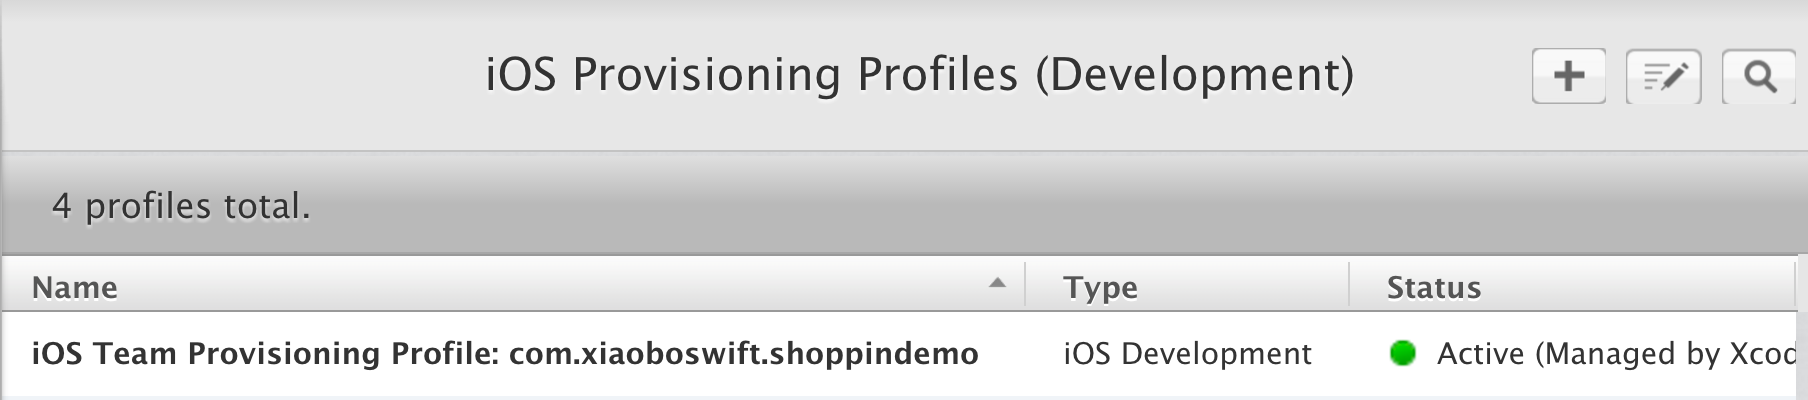 iOS Provisioning Profiles (Development)
4 profiles total.
Name Type Status
iOS Team Provisioning Profile: com.xiaoboswift.shoppindemo iOS Development Active (Managed by Xcod